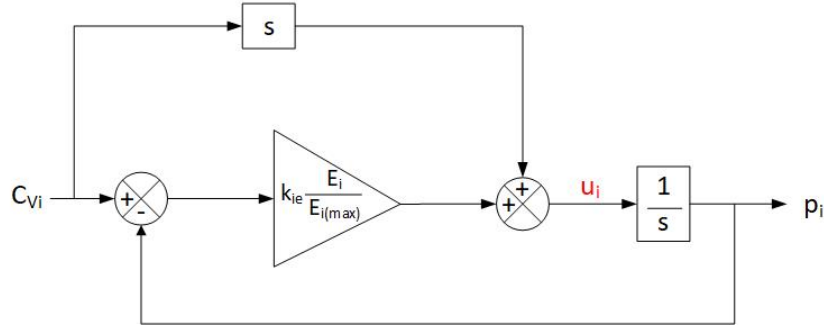 s
C_Vi
+
-
k_ie E_i
E_i(max)
+
+
u_i
1
s
p_i